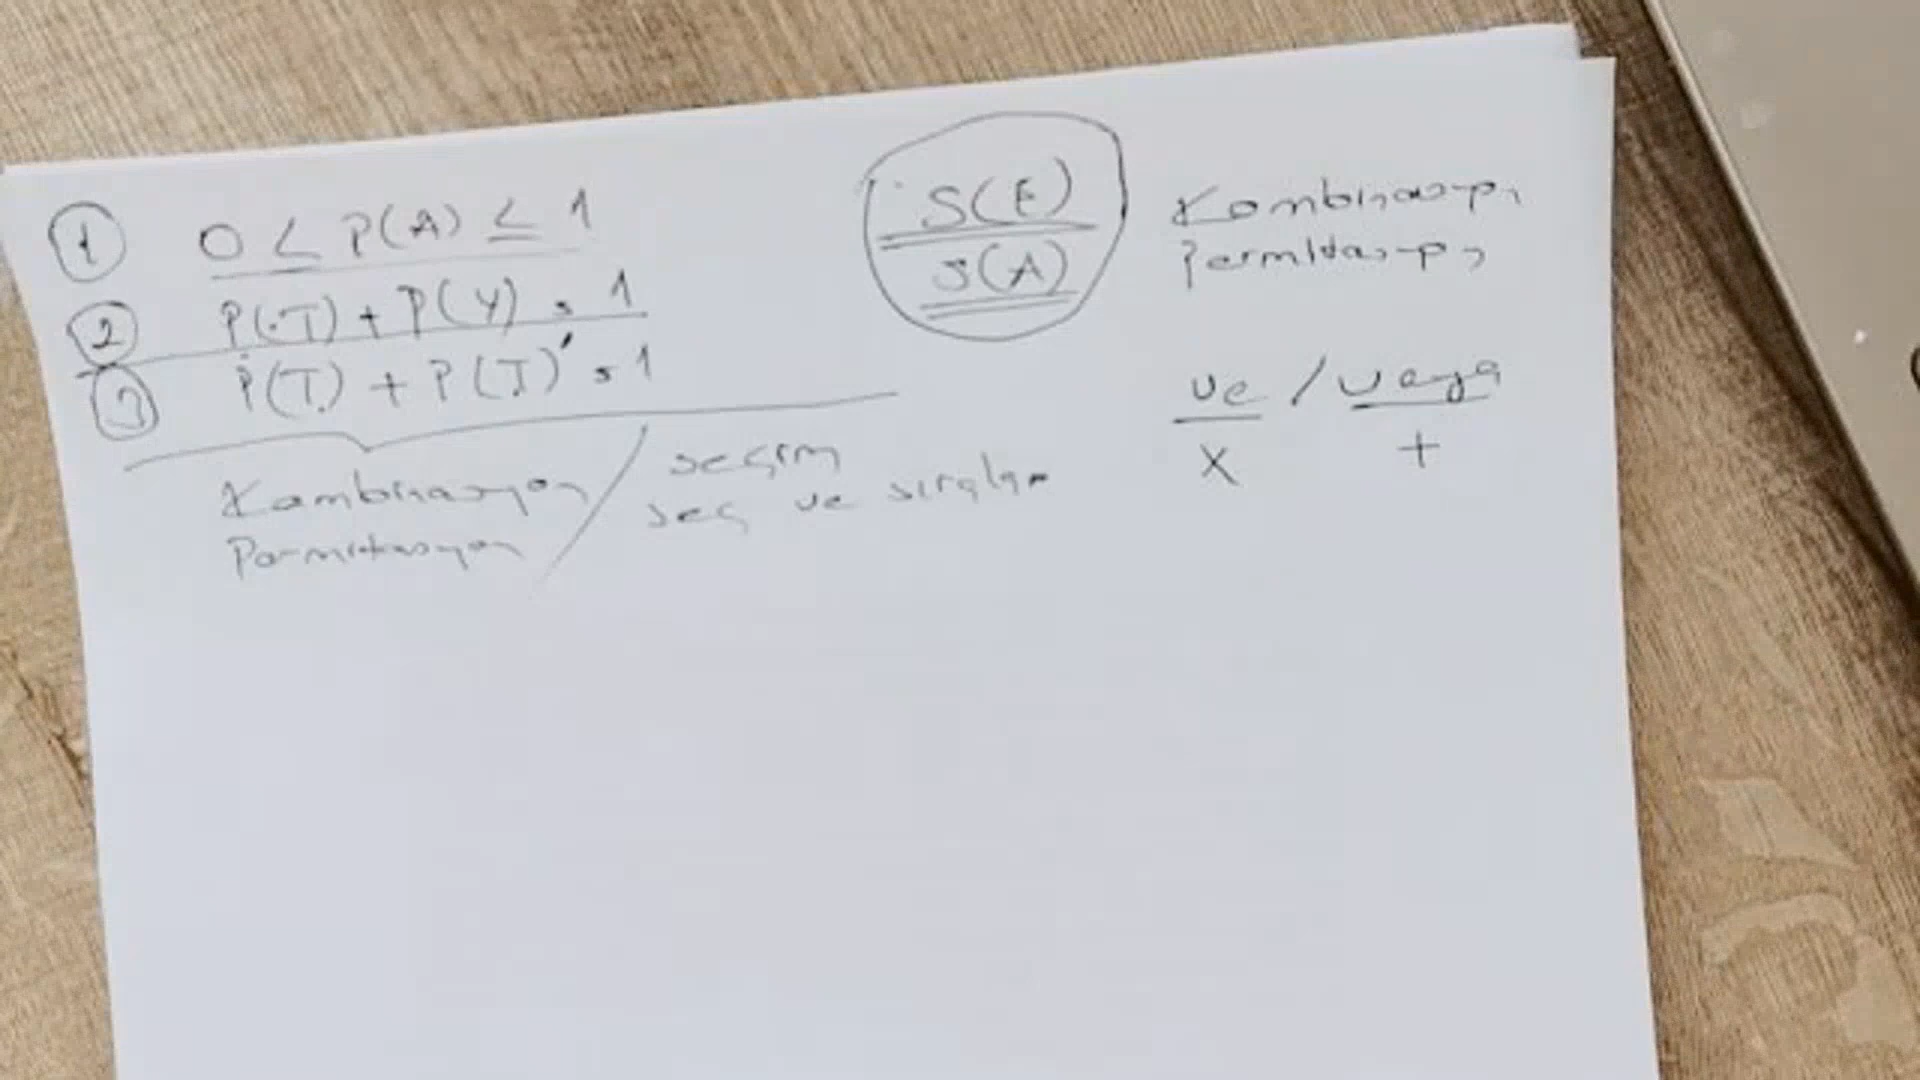 1 0 < P(A) ≤ 1
2 P(T) + P(Y) = 1
3 P(T) + P(T)' = 1
S(E)
S(A)
Kombinasyon
Permütasyon
ve / veya
x +
Kombinasyon / seçim
Permütasyon seç ve sırala